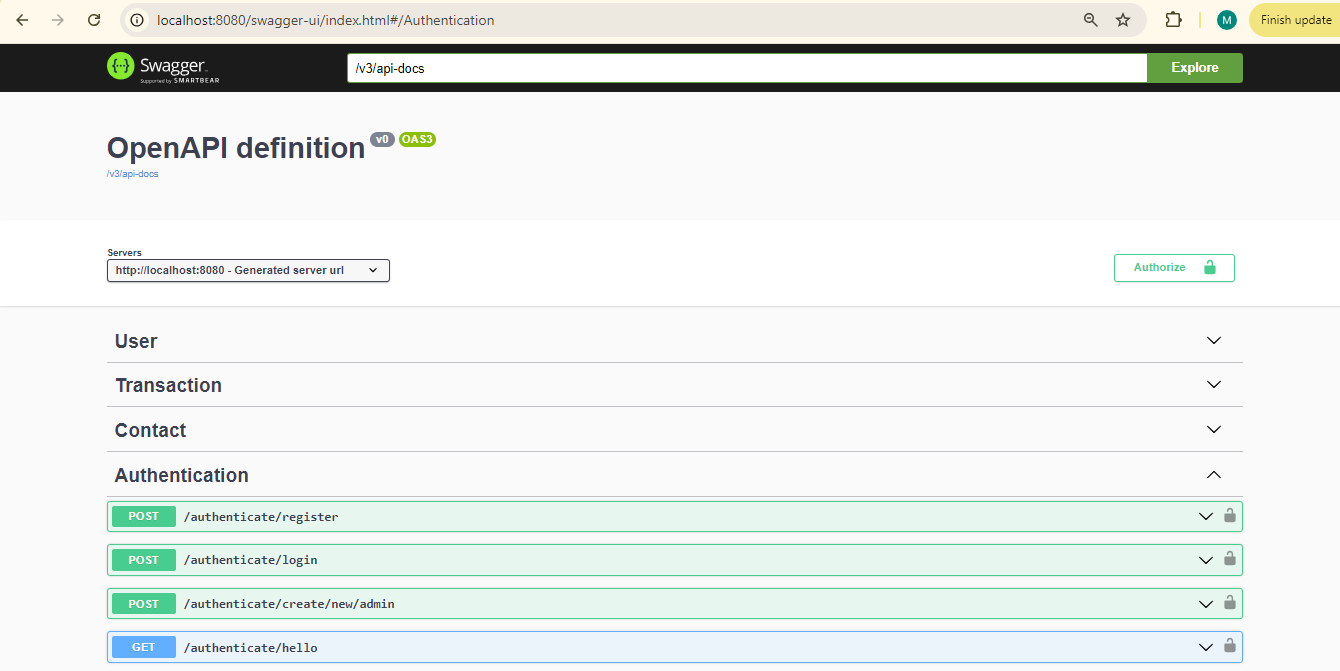 localhost:8080/swagger-ui/index.html#/Authentication
M
Finish update
{··}
Swagger.
Supported by SMARTBEAR
/v3/api-docs
Explore
OpenAPI definition v0 OAS3
/v3/api-docs
Servers
http://localhost:8080 - Generated server url
Authorize
User
Transaction
Contact
Authentication
POST /authenticate/register
POST /authenticate/login
POST /authenticate/create/new/admin
GET /authenticate/hello